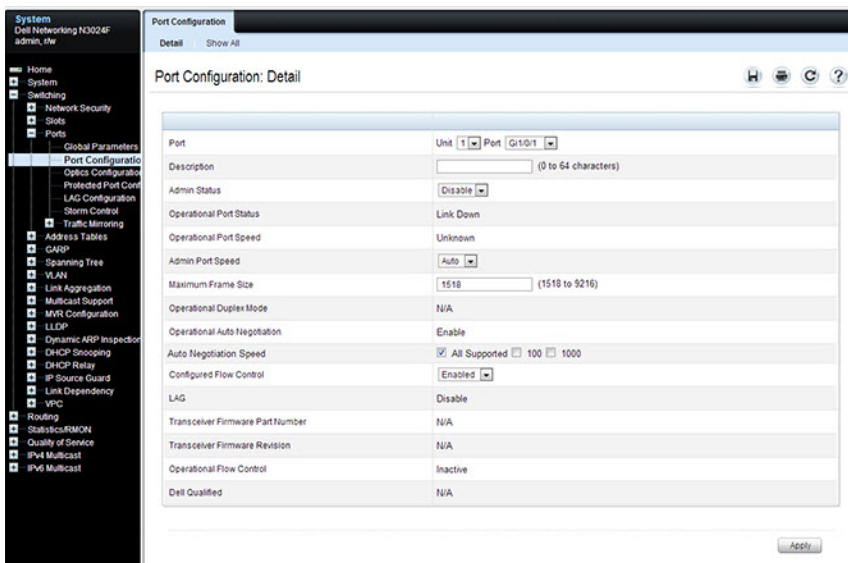 System
Dell Networking N3024F
admin, r/w
Home
System
Switching
Network Security
Slots
Ports
Global Parameters
Port Configuratio
Optics Configuration
Protected Port Conf
LAG Configuration
Storm Control
Traffic Mirroring
Address Tables
GARP
Spanning Tree
VLAN
Link Aggregation
Multicast Support
MVR Configuration
LLDP
Dynamic ARP Inspection
DHCP Snooping
DHCP Relay
IP Source Guard
Link Dependency
VPC
Routing
Statistics/RMON
Quality of Service
IPv4 Multicast
IPv6 Multicast
Port Configuration
Detail Show All
Port Configuration: Detail
Port Unit 1 Port Gi1/0/1
Description (0 to 64 characters)
Admin Status Disable
Operational Port Status Link Down
Operational Port Speed Unknown
Admin Port Speed Auto
Maximum Frame Size 1518 (1518 to 9216)
Operational Duplex Mode N/A
Operational Auto Negotiation Enable
Auto Negotiation Speed All Supported 100 1000
Configured Flow Control Enabled
LAG Disable
Transceiver Firmware Part Number N/A
Transceiver Firmware Revision N/A
Operational Flow Control Inactive
Dell Qualified N/A
Apply